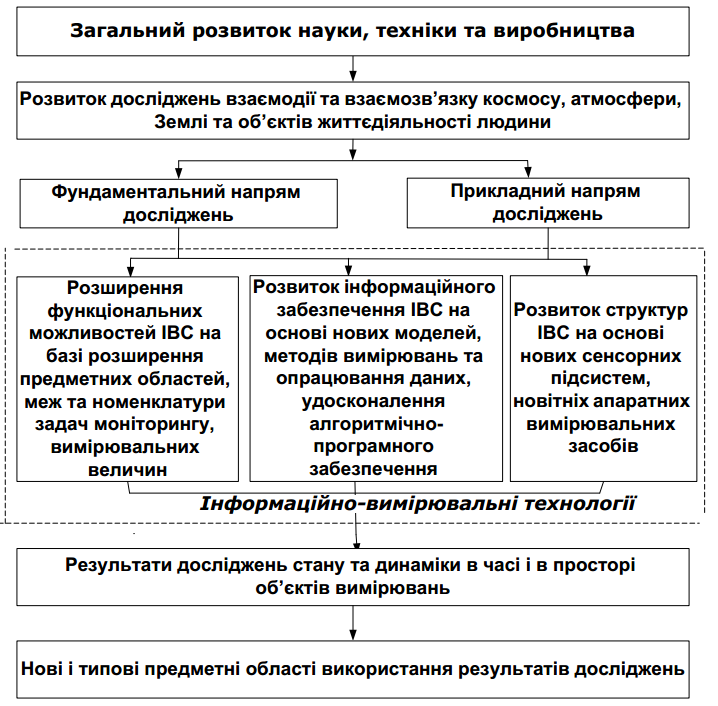 Загальний розвиток науки, техніки та виробництва
Розвиток досліджень взаємодії та взаємозв’язку космосу, атмосфери,
Землі та об’єктів життєдіяльності людини
Фундаментальний напрям
досліджень
Прикладний напрям
досліджень
Розширення
функціональних
можливостей ІВС на
базі розширення
предметних областей,
меж та номенклатури
задач моніторингу,
вимірювальних
величин
Розвиток інформаційного
забезпечення ІВС на
основі нових моделей,
методів вимірювань та
опрацювання даних,
удосконалення
алгоритмічно-
програмного
забезпечення
Розвиток структур
ІВС на основі
нових сенсорних
підсистем,
новітніх апаратних
вимірювальних
засобів
Інформаційно-вимірювальні технології
Результати досліджень стану та динаміки в часі і в просторі
об’єктів вимірювань
Нові і типові предметні області використання результатів досліджень